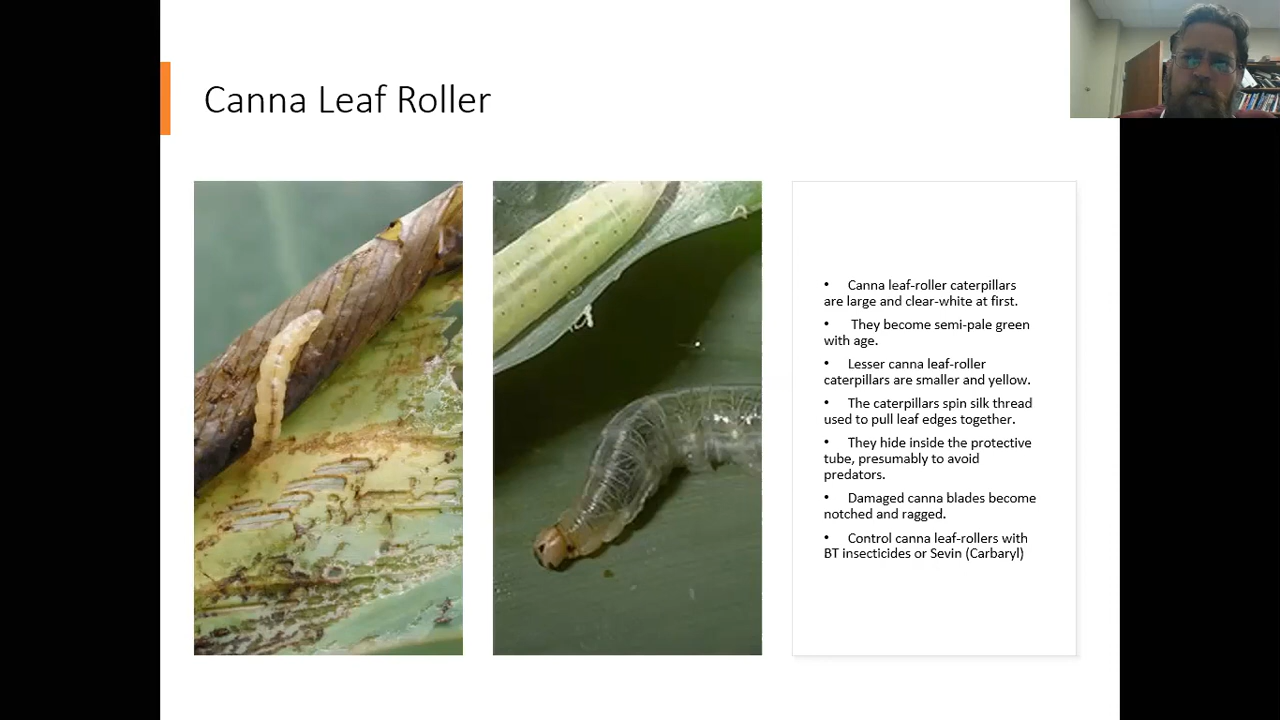 Canna Leaf Roller
• Canna leaf-roller caterpillars
are large and clear-white at first.
• They become semi-pale green
with age.
• Lesser canna leaf-roller
caterpillars are smaller and yellow.
• The caterpillars spin silk thread
used to pull leaf edges together.
• They hide inside the protective
tube, presumably to avoid
predators.
• Damaged canna blades become
notched and ragged.
• Control canna leaf-rollers with
BT insecticides or Sevin (Carbaryl)